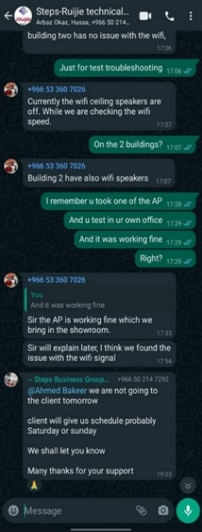 Steps-Ruijie technical...
Arbaz Okaz, Hussa, +966 50 214...
building two has no issue with the wifi,
17:06
Just for test troubleshooting
17:06
+966 53 360 7026
Currently the wifi ceiling speakers are
off. While we are checking the wifi
speed.
17:07
On the 2 buildings?
17:07
+966 53 360 7026
Building 2 have also wifi speakers
17:07
I remember u took one of the AP
17:28
And u test in ur own office
17:29
And it was working fine
17:29
Right?
17:29
+966 53 360 7026
You
And it was working fine
Sir the AP is working fine which we
bring in the showroom.
17:33
Sir will explain later, I think we found the
issue with the wifi signal
17:54
~ Steps Business Group...
+966 50 214 7292
@Ahmed Bakeer we are not going to
the client tomorrow
client will give us schedule probably
Saturday or sunday
We shall let you know
Many thanks for your support
19:03
Message